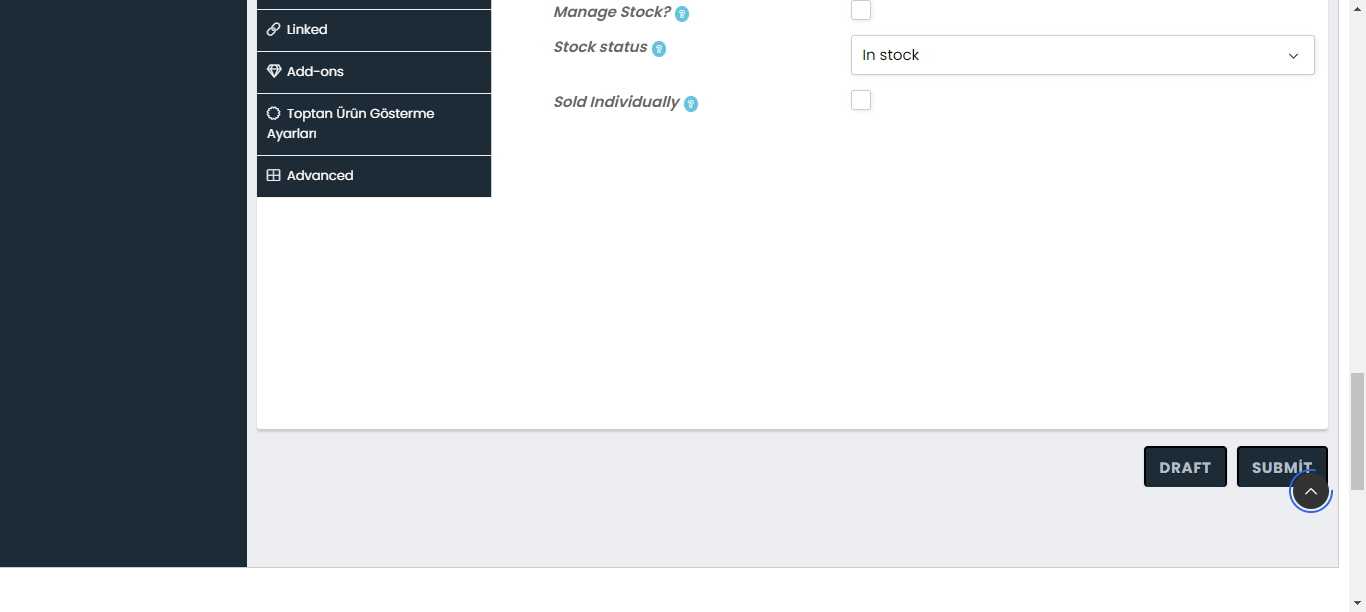 Linked
Add-ons
Toptan Ürün Gösterme
Ayarları
Advanced
Manage Stock? ?
Stock status ?
In stock
Sold Individually ?
DRAFT
SUBMİT